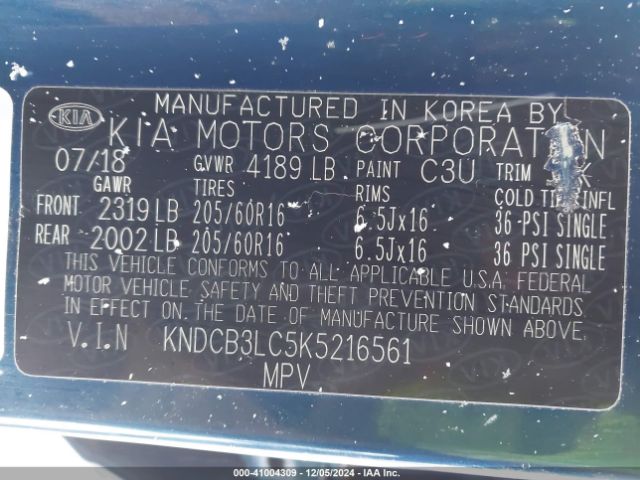 KIA
MANUFACTURED IN KOREA BY
KIA MOTORS CORPORATION
07/18 GVWR 4189 LB PAINT C3U TRIM
GAWR TIRES RIMS COLD INFL
FRONT 2319 LB 205/60R16 6.5Jx16 36 PSI SINGLE
REAR 2002 LB 205/60R16 6.5Jx16 36 PSI SINGLE
THIS VEHICLE CONFORMS TO ALL APPLICABLE U.S.A. FEDERAL
MOTOR VEHICLE SAFETY AND THEFT PREVENTION STANDARDS
IN EFFECT ON THE DATE OF MANUFACTURE SHOWN ABOVE.
V.I.N KNDCB3LC5K5216561
MPV
000-41004309 - 12/05/2024 - IAA Inc.